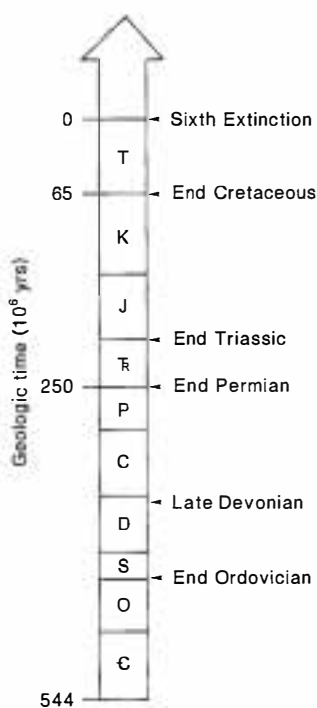 0 Sixth Extinction
T
65 End Cretaceous
K
J
End Triassic
TR
250 End Permian
P
C
Late Devonian
D
S
End Ordovician
O
Ꞓ
544
Geologic time (10⁶ yrs)